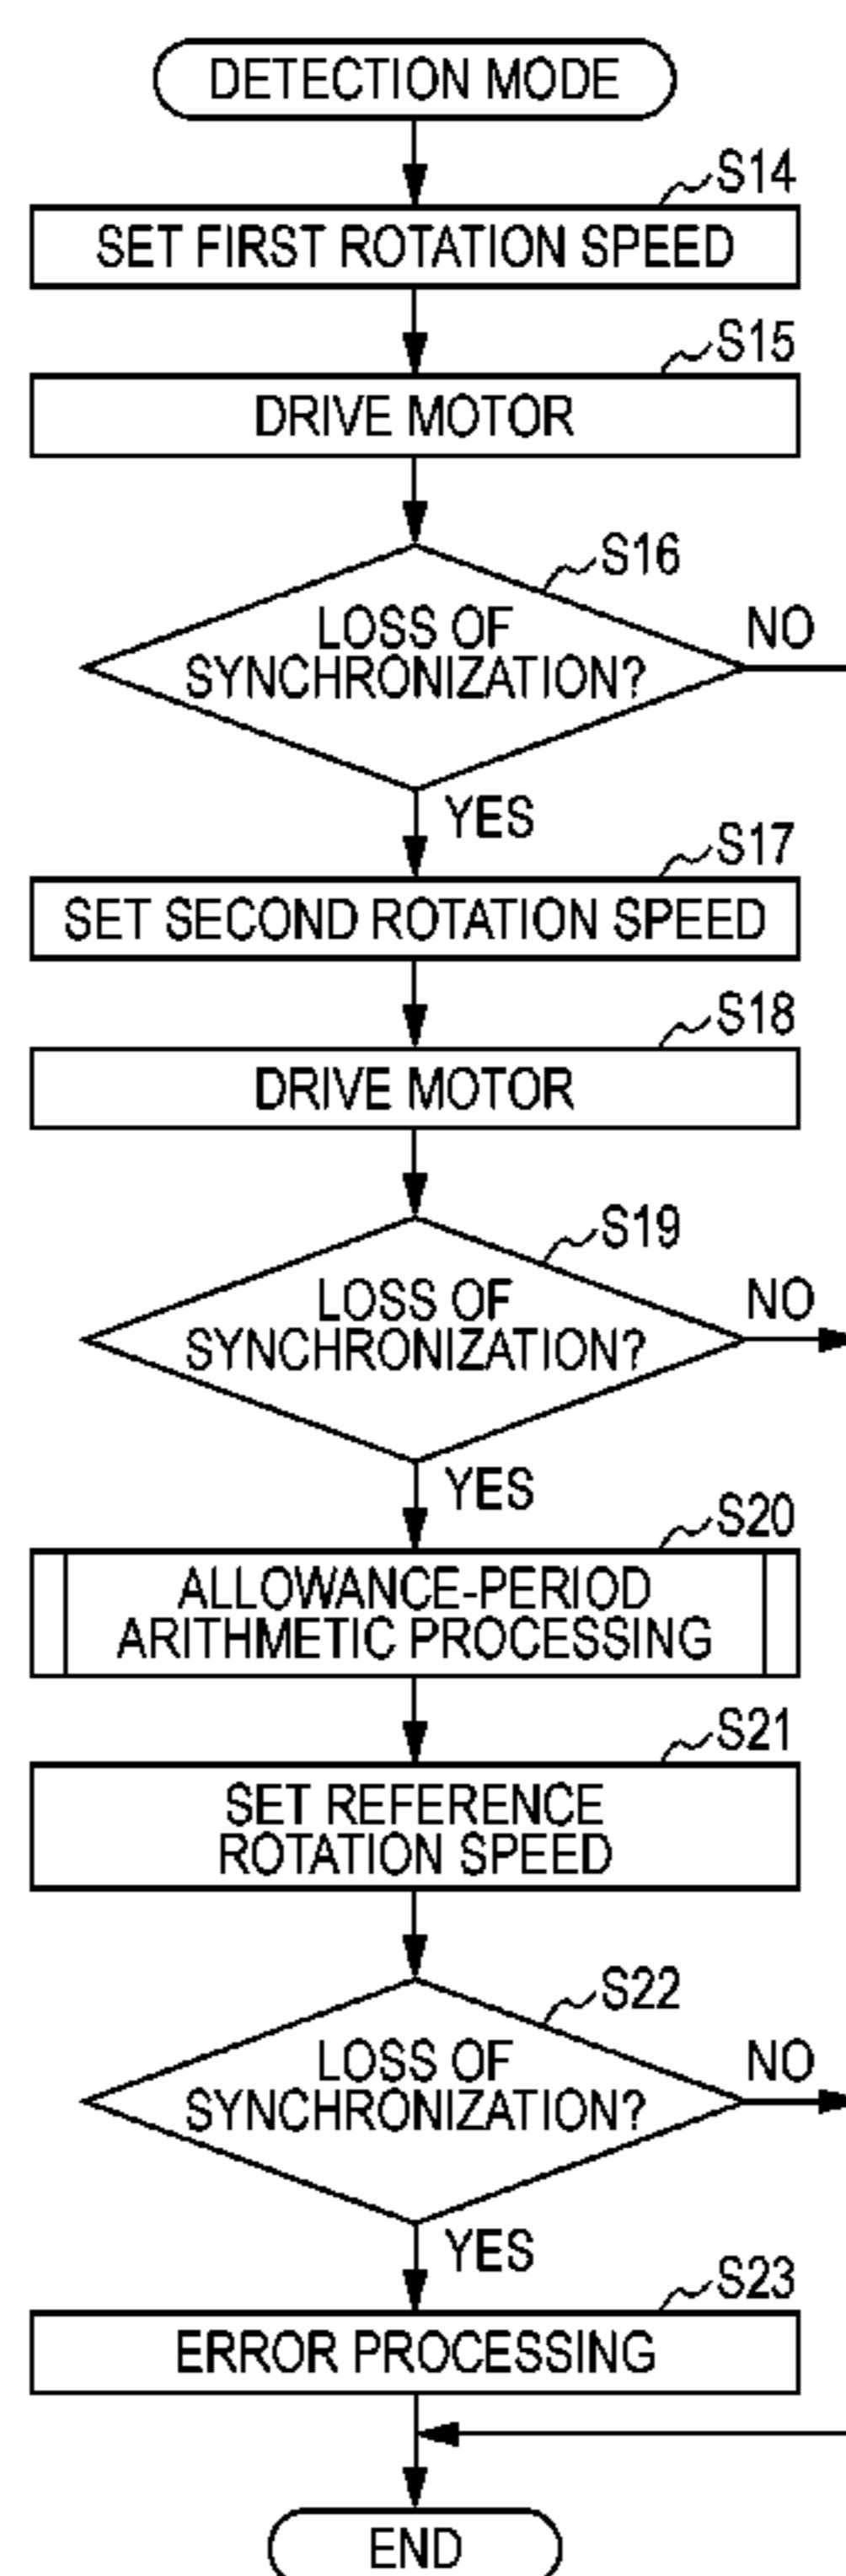 DETECTION MODE
S14
SET FIRST ROTATION SPEED
S15
DRIVE MOTOR
S16
LOSS OF
SYNCHRONIZATION?
NO
YES
S17
SET SECOND ROTATION SPEED
S18
DRIVE MOTOR
S19
LOSS OF
SYNCHRONIZATION?
NO
YES
S20
ALLOWANCE-PERIOD
ARITHMETIC PROCESSING
S21
SET REFERENCE
ROTATION SPEED
S22
LOSS OF
SYNCHRONIZATION?
NO
YES
S23
ERROR PROCESSING
END